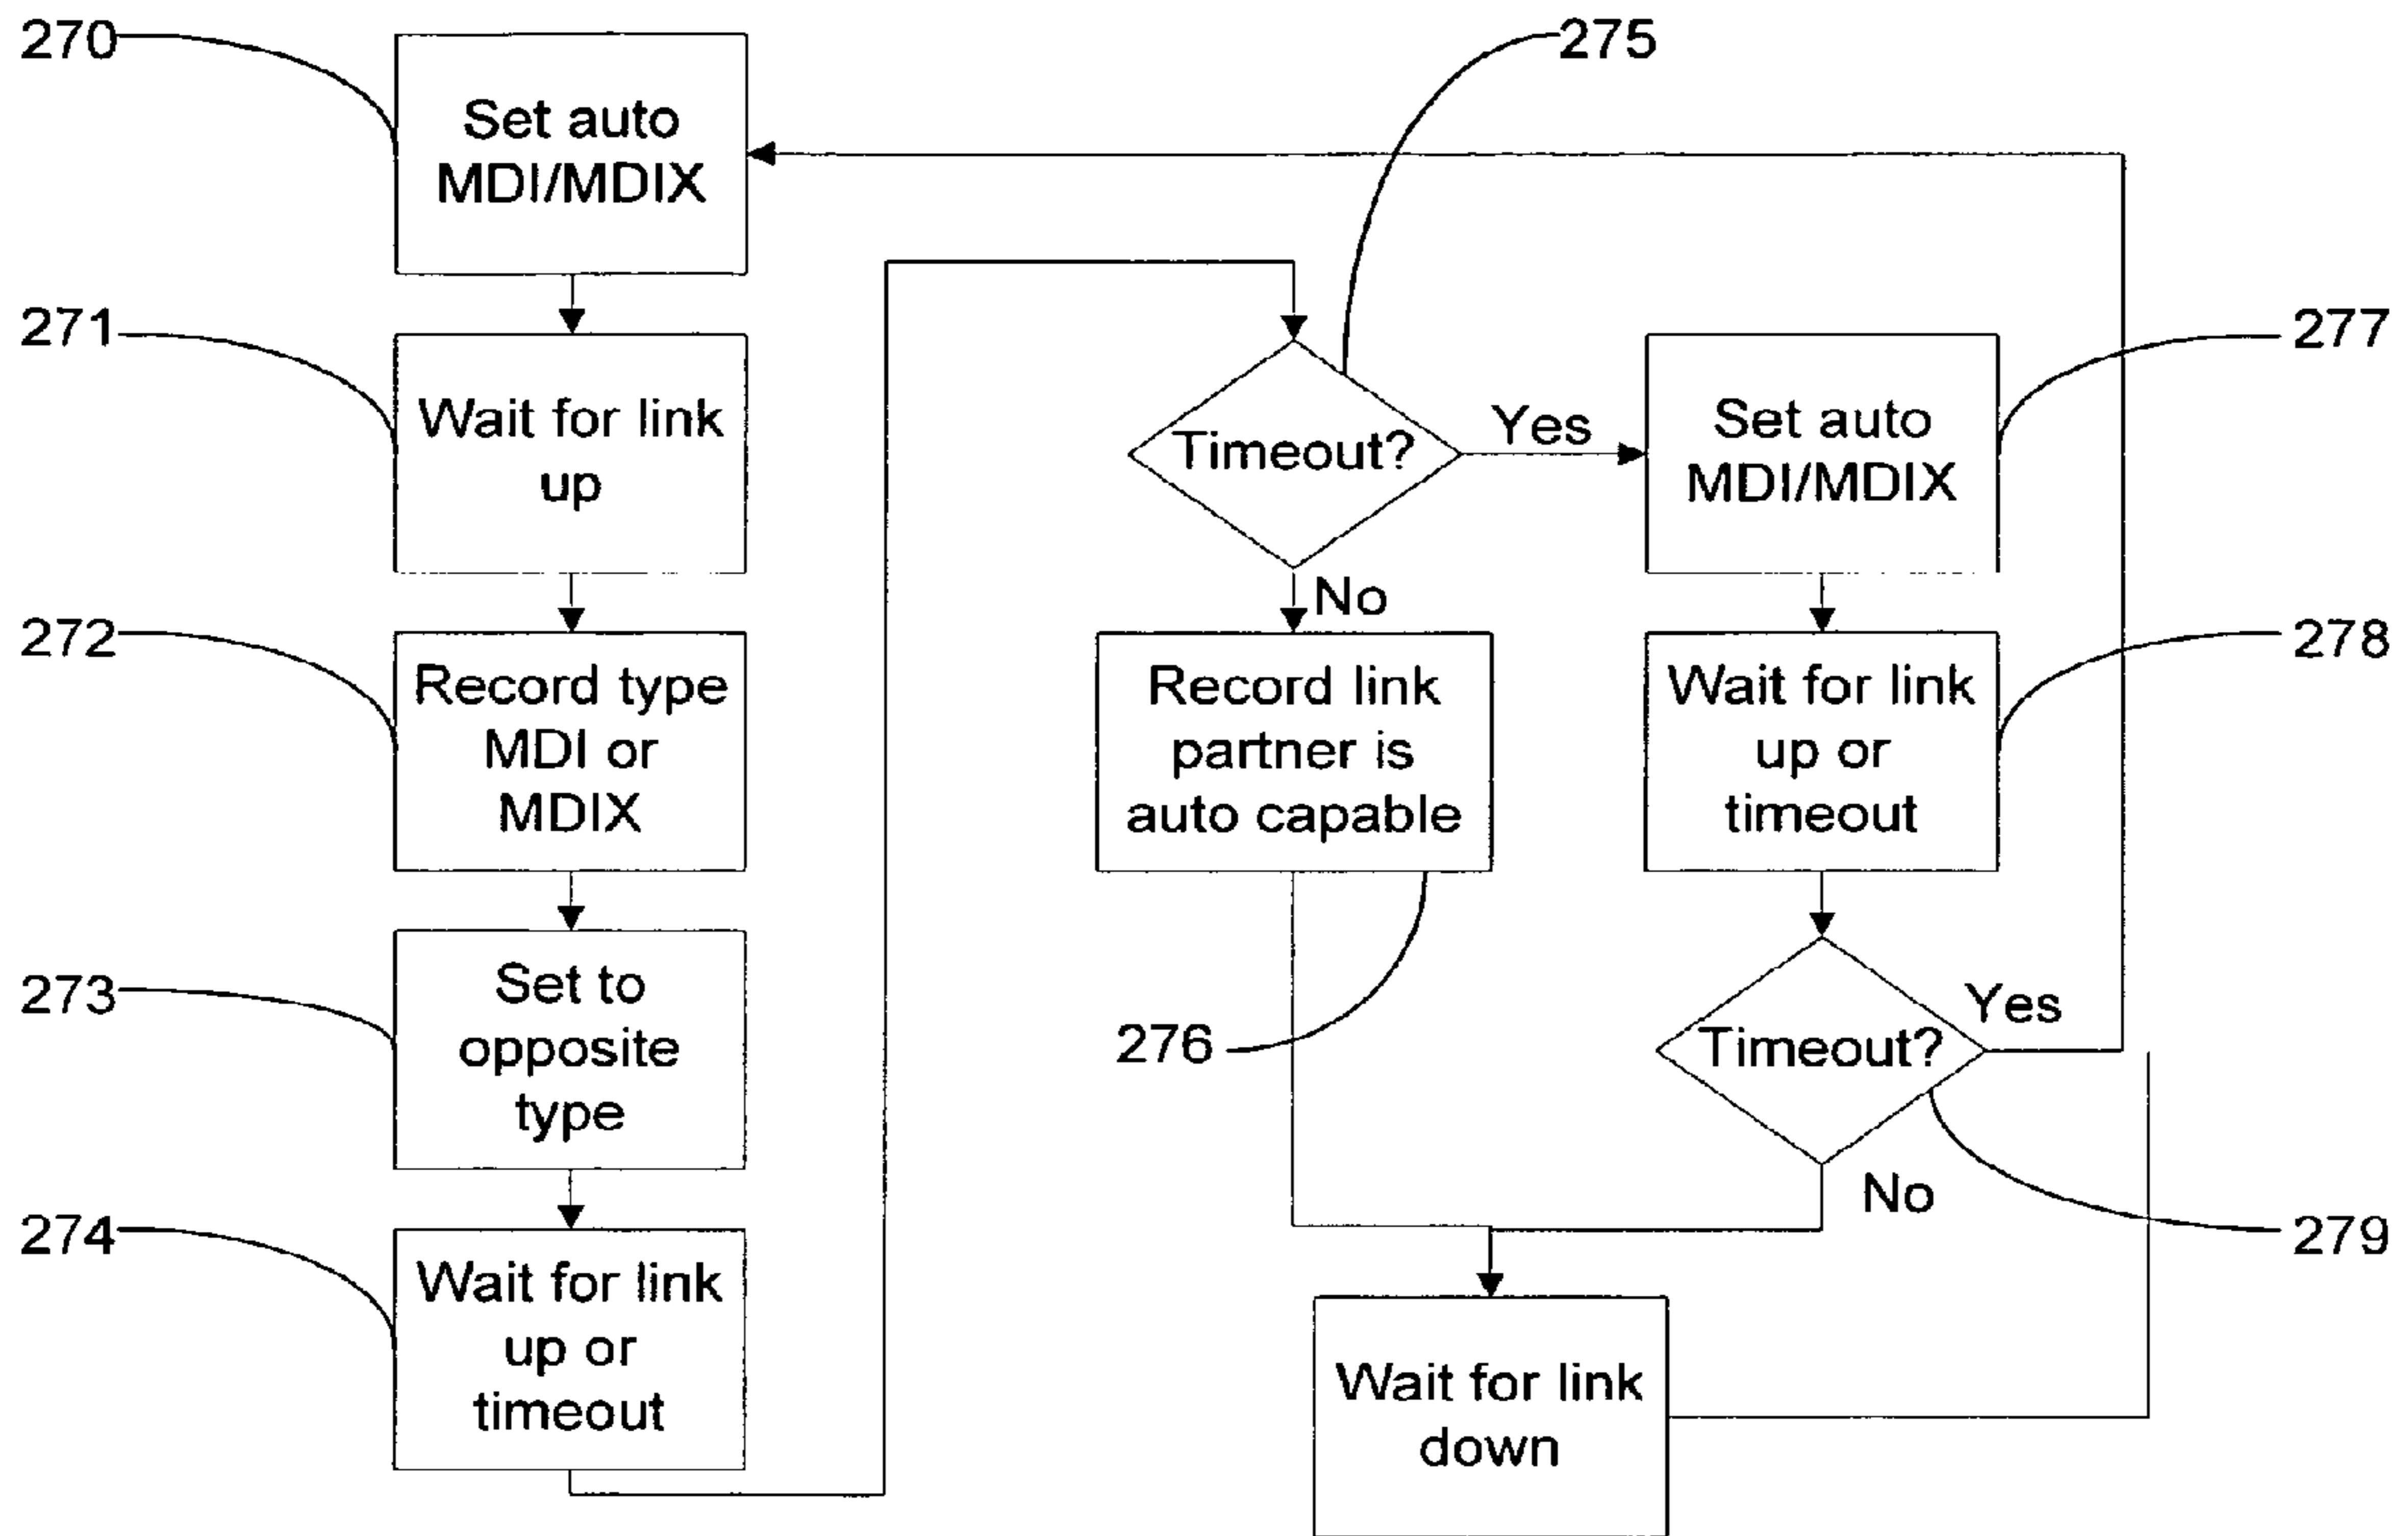 270
Set auto
MDI/MDIX
271
Wait for link
up
272
Record type
MDI or
MDIX
273
Set to
opposite
type
274
Wait for link
up or
timeout
275
Timeout?
Yes
No
Record link
partner is
auto capable
276
277
Set auto
MDI/MDIX
278
Wait for link
up or
timeout
Timeout?
Yes
No
279
Wait for link
down